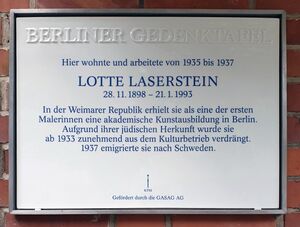 BERLINER GEDENKTAFEL
Hier wohnte und arbeitete von 1935 bis 1937
LOTTE LASERSTEIN
28. 11. 1898 – 21. 1. 1993
In der Weimarer Republik erhielt sie als eine der ersten
Malerinnen eine akademische Kunstausbildung in Berlin.
Aufgrund ihrer jüdischen Herkunft wurde sie
ab 1933 zunehmend aus dem Kulturbetrieb verdrängt.
1937 emigrierte sie nach Schweden.
Gefördert durch die GASAG AG